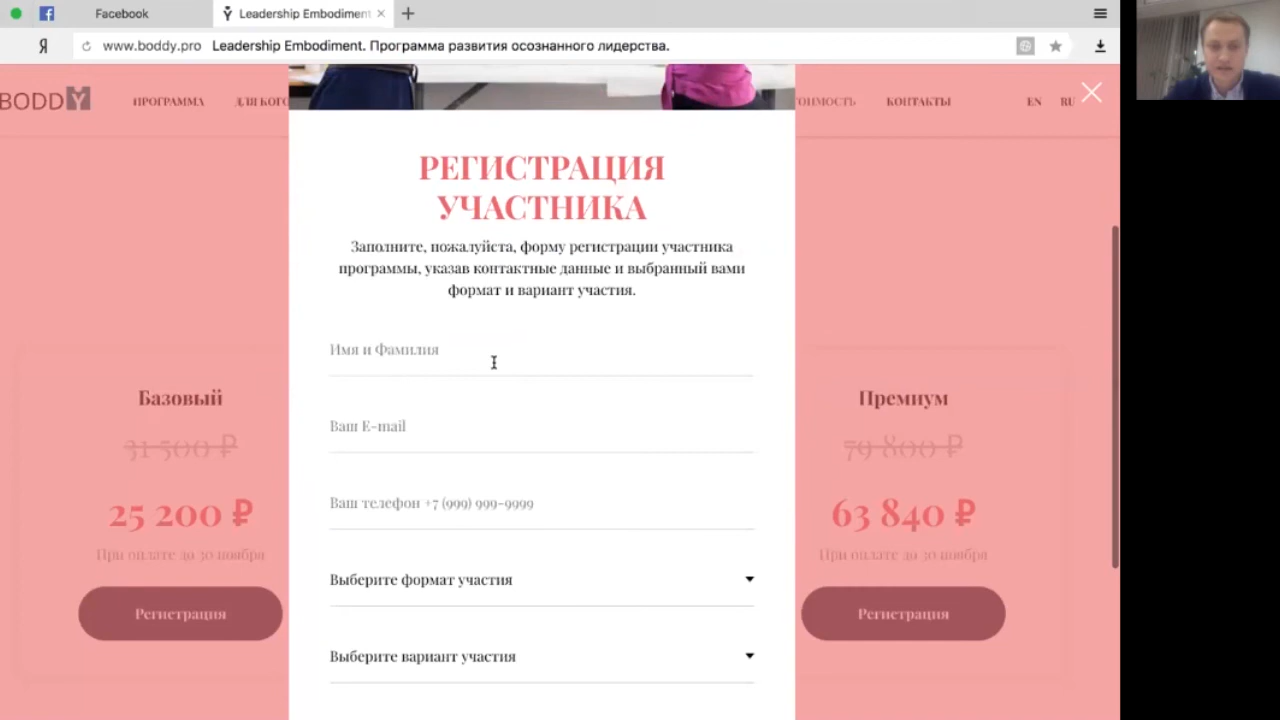 Facebook
Leadership Embodiment
www.boddy.pro Leadership Embodiment. Программа развития осознанного лидерства.
BODDY
ПРОГРАММА
ДЛЯ КОГО
КОНТАКТЫ
EN RU
РЕГИСТРАЦИЯ
УЧАСТНИКА
Заполните, пожалуйста, форму регистрации участника
программы, указав контактные данные и выбранный вами
формат и вариант участия.
Имя и Фамилия
Ваш E-mail
Ваш телефон +7 (999) 999-9999
Выберите формат участия
Выберите вариант участия
Базовый
31 500 ₽
25 200 ₽
При оплате до 30 ноября
Регистрация
Премиум
79 800 ₽
63 840 ₽
При оплате до 30 ноября
Регистрация